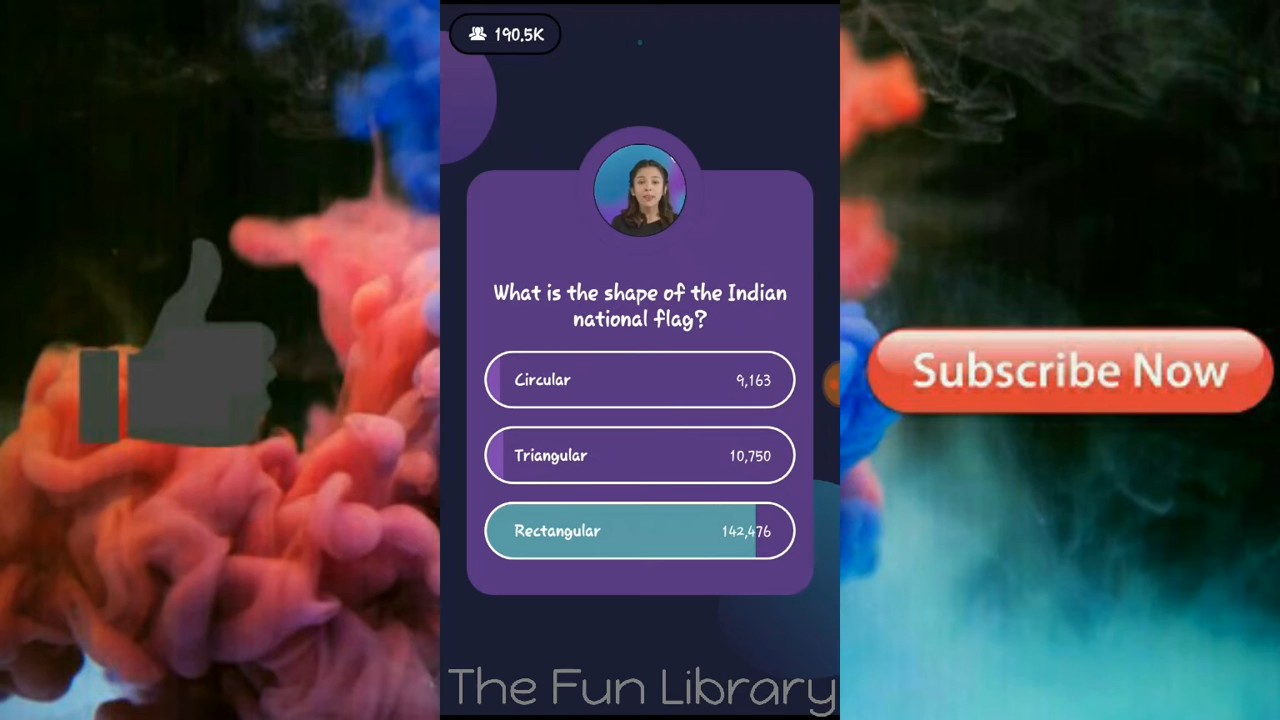 190.5K
What is the shape of the Indian
national flag?
Circular 9,163
Triangular 10,750
Rectangular 142,476
Subscribe Now
The Fun Library